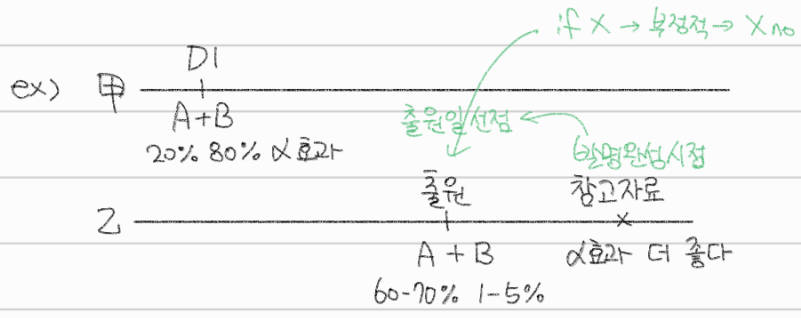 if X → 부정적 → X no
D1
ex) 甲
A+B
20% 80% α효과
출원일 선점
발명완성시점
출원
참고자료
乙
A + B
α효과 더 좋다
60-70% 1-5%